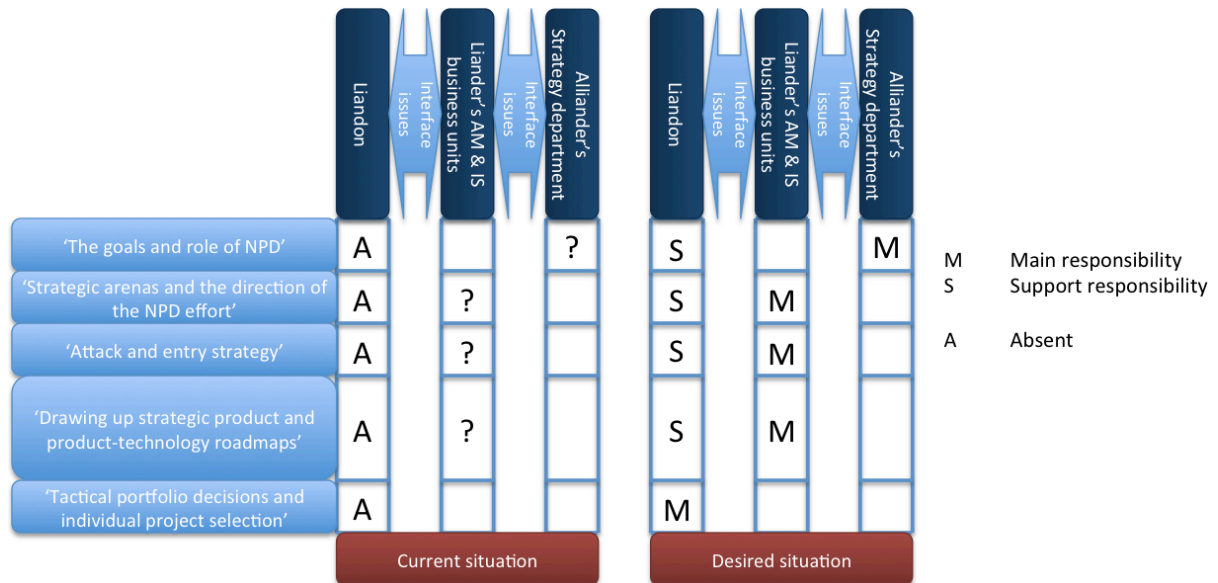 Liandon
Interface
issues
Liander's AM & IS
business units
Interface
issues
Alliander's
Strategy department
Liandon
Interface
issues
Liander's AM & IS
business units
Interface
issues
Alliander's
Strategy department
‘The goals and role of NPD’
A
?
S
M
‘Strategic arenas and the direction of
the NPD effort’
A
?
S
M
‘Attack and entry strategy’
A
?
S
M
‘Drawing up strategic product and
product-technology roadmaps’
A
?
S
M
‘Tactical portfolio decisions and
individual project selection’
A
M
Current situation
Desired situation
M Main responsibility
S Support responsibility
A Absent